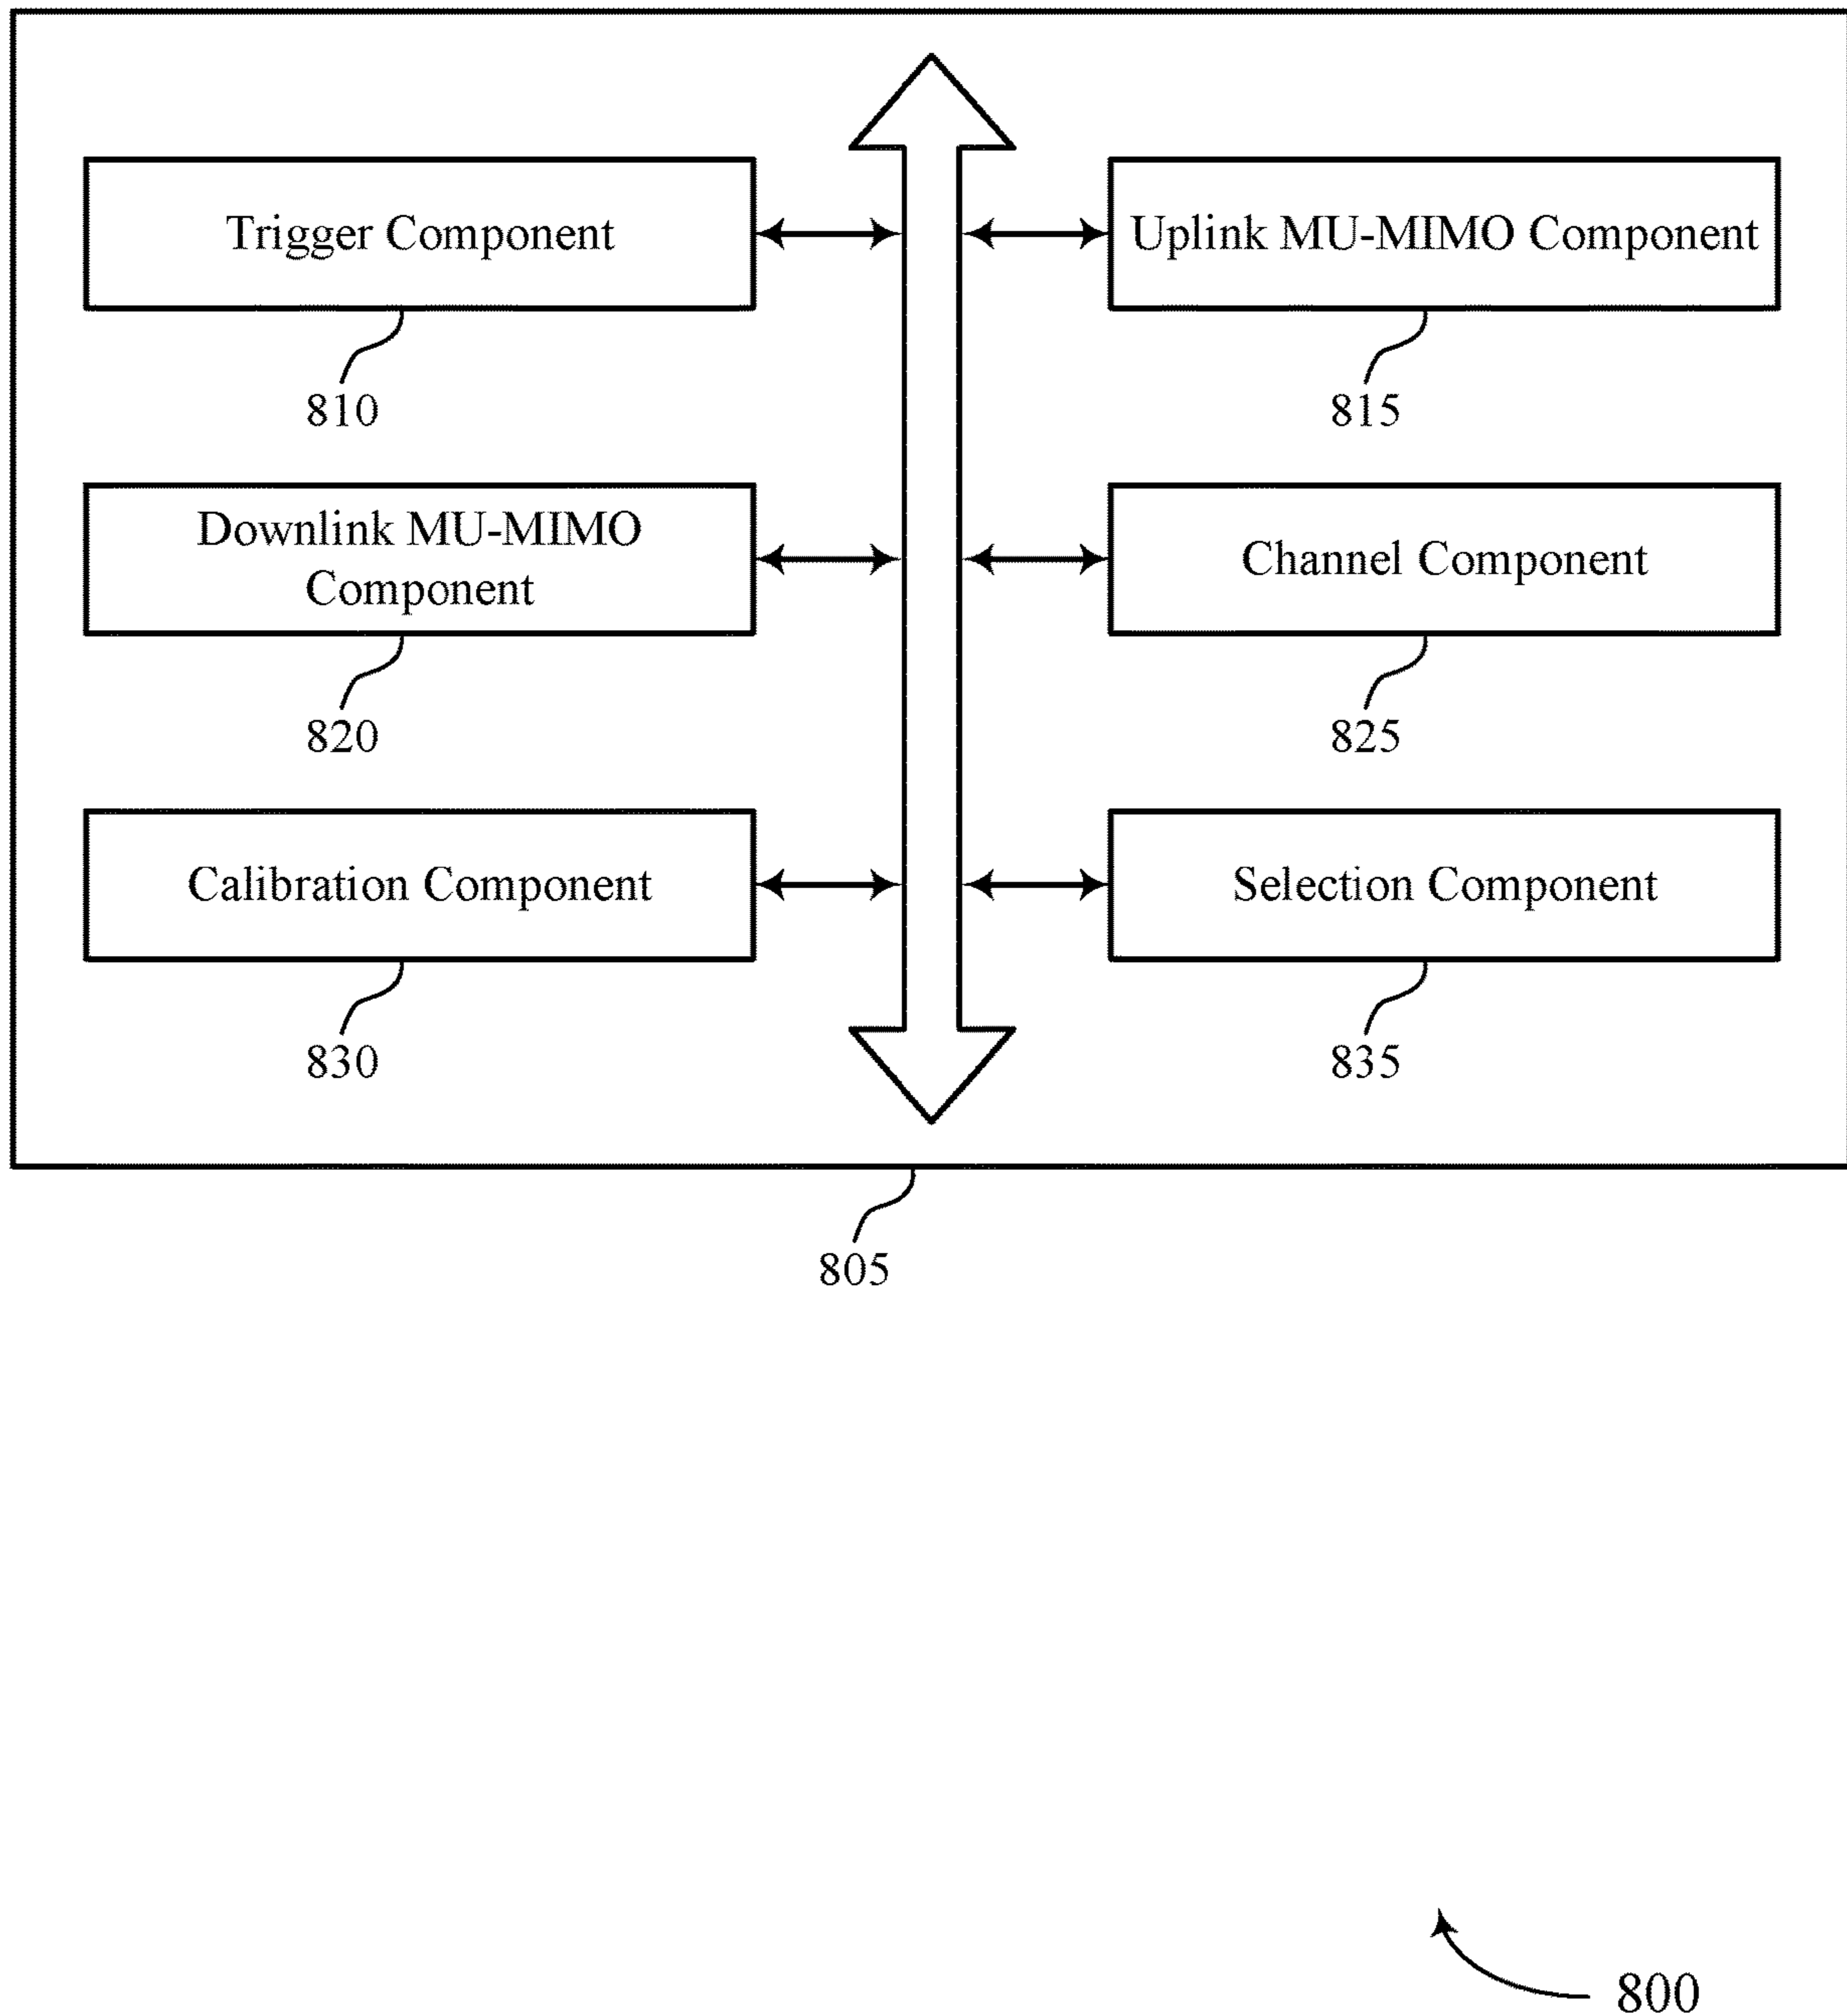 Trigger Component
Uplink MU-MIMO Component
810
815
Downlink MU-MIMO
Component
Channel Component
820
825
Calibration Component
Selection Component
830
835
805
800